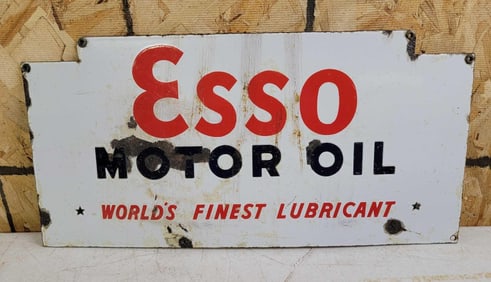 Esso
MOTOR OIL
★ WORLD'S FINEST LUBRICANT ★